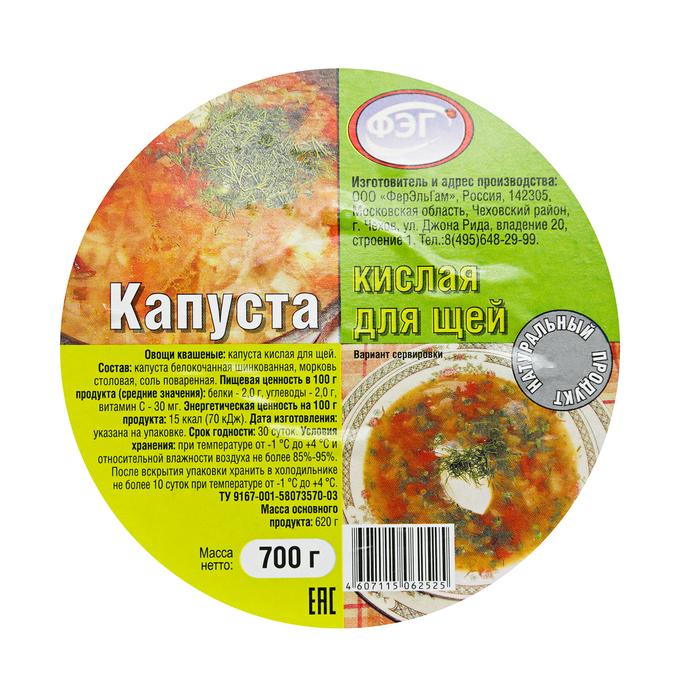 ФЭГ
Изготовитель и адрес производства:
ООО «ФерЭльГам», Россия, 142305,
Московская область, Чеховский район,
г. Чехов, ул. Джона Рида, владение 20,
строение 1. Тел.:8(495)648-29-99.
Капуста
кислая
для щей
НАТУРАЛЬНЫЙ ПРОДУКТ
Вариант сервировки
Овощи квашеные: капуста кислая для щей.
Состав: капуста белокочанная шинкованная, морковь
столовая, соль поваренная. Пищевая ценность в 100 г
продукта (средние значения): белки - 2,0 г, углеводы - 2,0 г,
витамин С - 30 мг. Энергетическая ценность на 100 г
продукта: 15 ккал (70 кДж). Дата изготовления:
указана на упаковке. Срок годности: 30 суток. Условия
хранения: при температуре от -1 °С до +4 °С и
относительной влажности воздуха не более 85%-95%.
После вскрытия упаковки хранить в холодильнике
не более 10 суток при температуре от -1 °С до +4 °С.
ТУ 9167-001-58073570-03
Масса основного
продукта: 620 г
Масса
нетто:
700 г
ЕАС
4 607115 062525